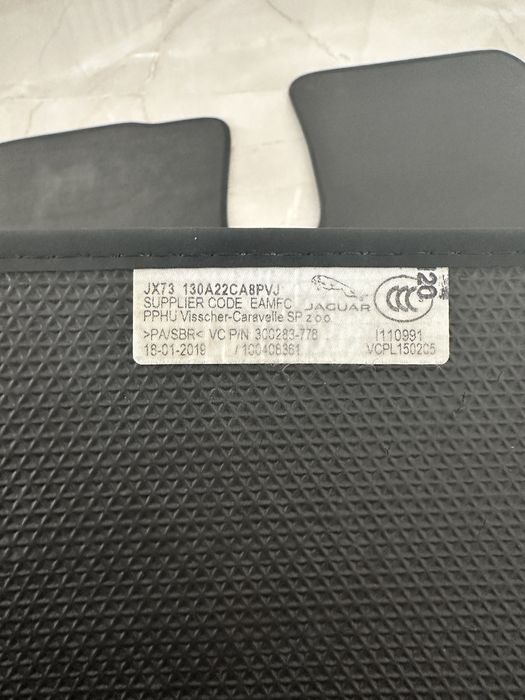 JX73 130A22CA8PVJ
SUPPLIER CODE EAMFC
PPHU Visscher-Caravelle SP z o.o.
JAGUAR
CCC
20
>PA/SBR< VC P/N 300283-778
I110991
18-01-2019 / 100406361
VCPL150205